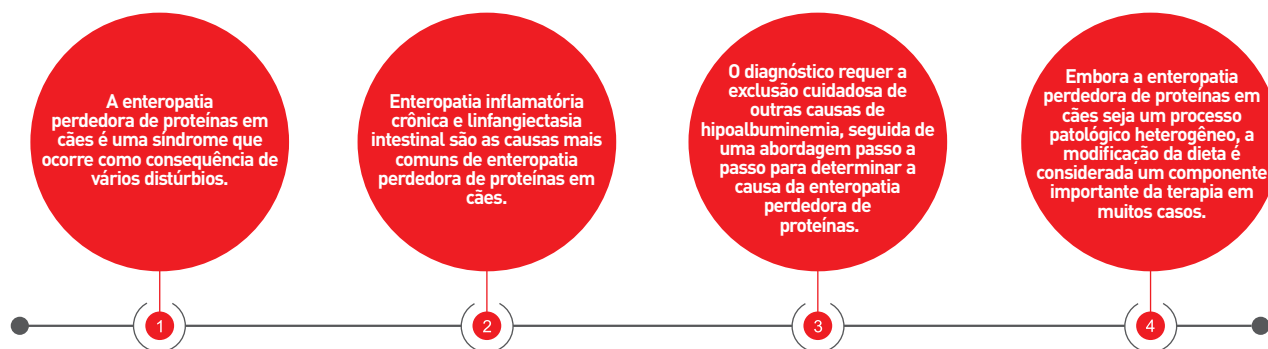 A enteropatia
perdedora de proteínas em
cães é uma síndrome que
ocorre como consequência de
vários distúrbios.
Enteropatia inflamatória
crônica e linfangiectasia
intestinal são as causas mais
comuns de enteropatia
perdedora de proteínas em
cães.
O diagnóstico requer a
exclusão cuidadosa de
outras causas de
hipoalbuminemia, seguida de
uma abordagem passo a
passo para determinar a
causa da enteropatia
perdedora de
proteínas.
Embora a enteropatia
perdedora de proteínas em
cães seja um processo
patológico heterogêneo, a
modificação da dieta é
considerada um componente
importante da terapia em
muitos casos.
1
2
3
4